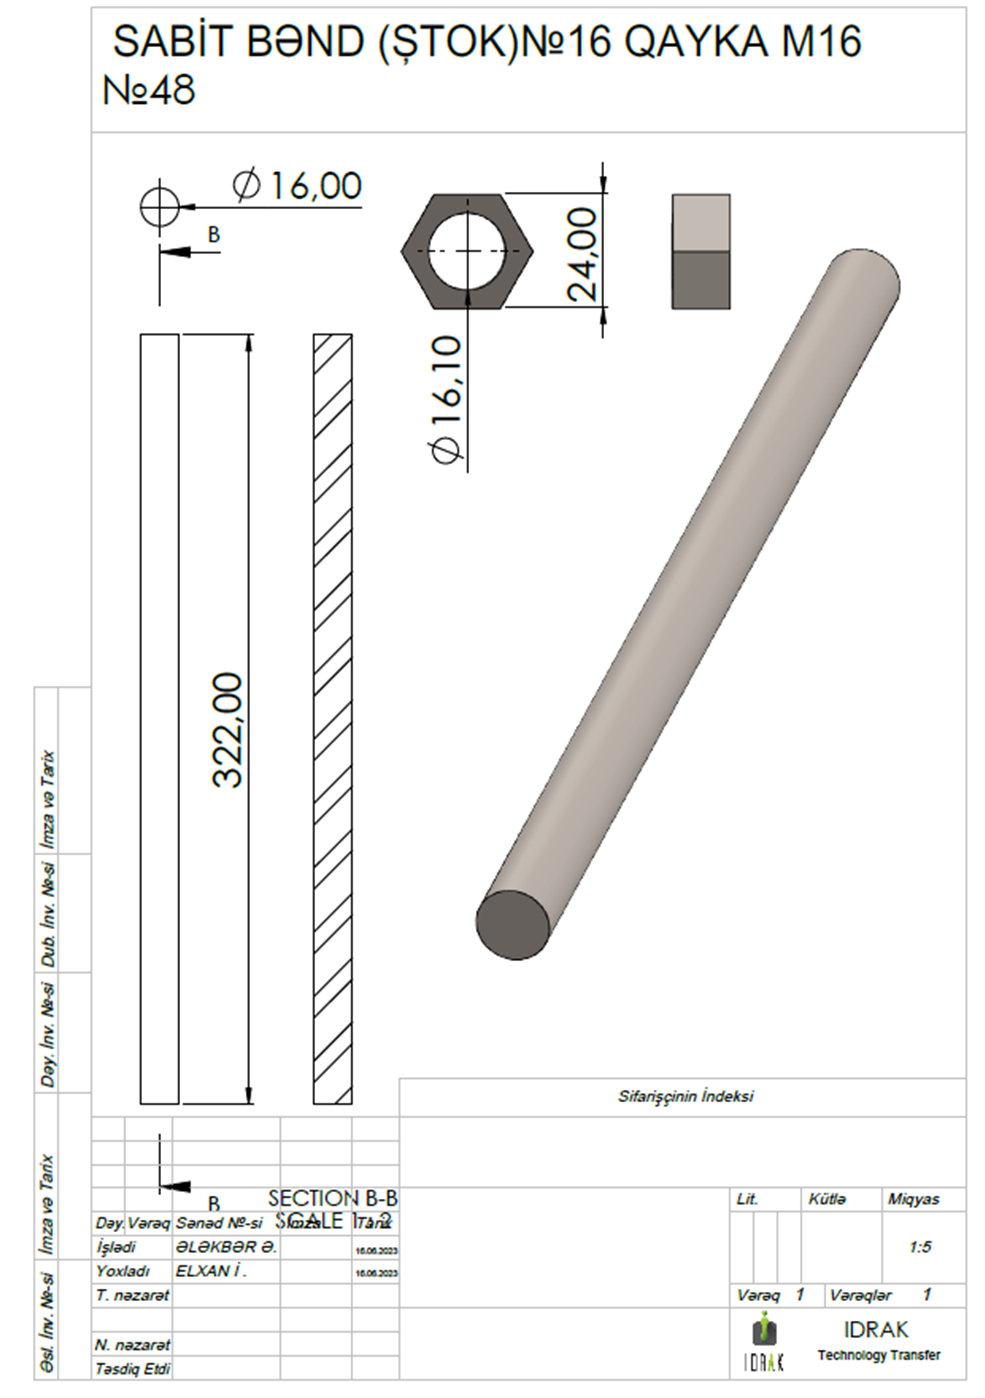 SABİT BƏND (ŞTOK)№16 QAYKA M16
№48
⌀ 16,00
B
24,00
⌀16,10
322,00
B
SECTION B-B
SCALE 1 : 2
Sifarişçinin İndeksi
Dəy. Vərəq Sənəd №-si İmza Tarix
İşlədi ƏLƏKBƏR Ə. 16.06.2023
Yoxladı ELXAN İ . 16.06.2023
T. nəzarət
N. nəzarət
Təsdiq Etdi
Lit. Kütlə Miqyas
1:5
Vərəq 1 Vərəqlər 1
IDRAK
IDRAK
Technology Transfer
İmza və Tarix
Dub. İnv. №-si
Dəy. İnv. №-si
İmza və Tarix
Əsl. İnv. №-si